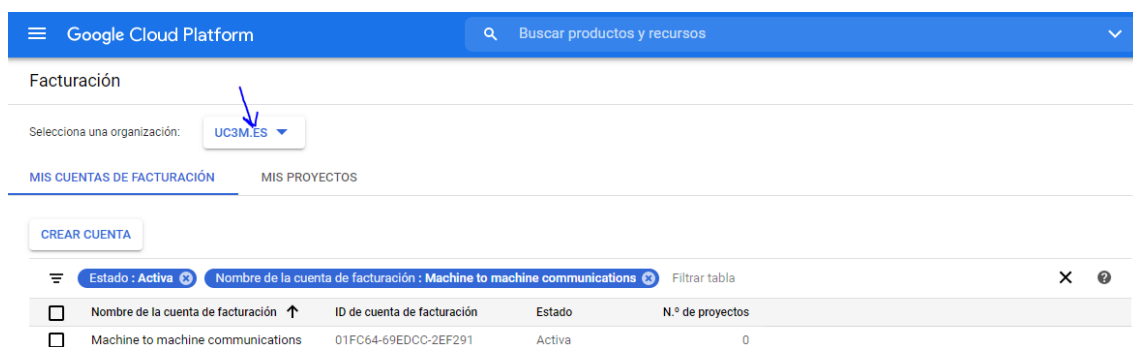 Google Cloud Platform Buscar productos y recursos
Facturación
Selecciona una organización: UC3M.ES
MIS CUENTAS DE FACTURACIÓN MIS PROYECTOS
CREAR CUENTA
Estado : Activa Nombre de la cuenta de facturación : Machine to machine communications Filtrar tabla
Nombre de la cuenta de facturación ID de cuenta de facturación Estado N.º de proyectos
Machine to machine communications 01FC64-69EDCC-2EF291 Activa 0